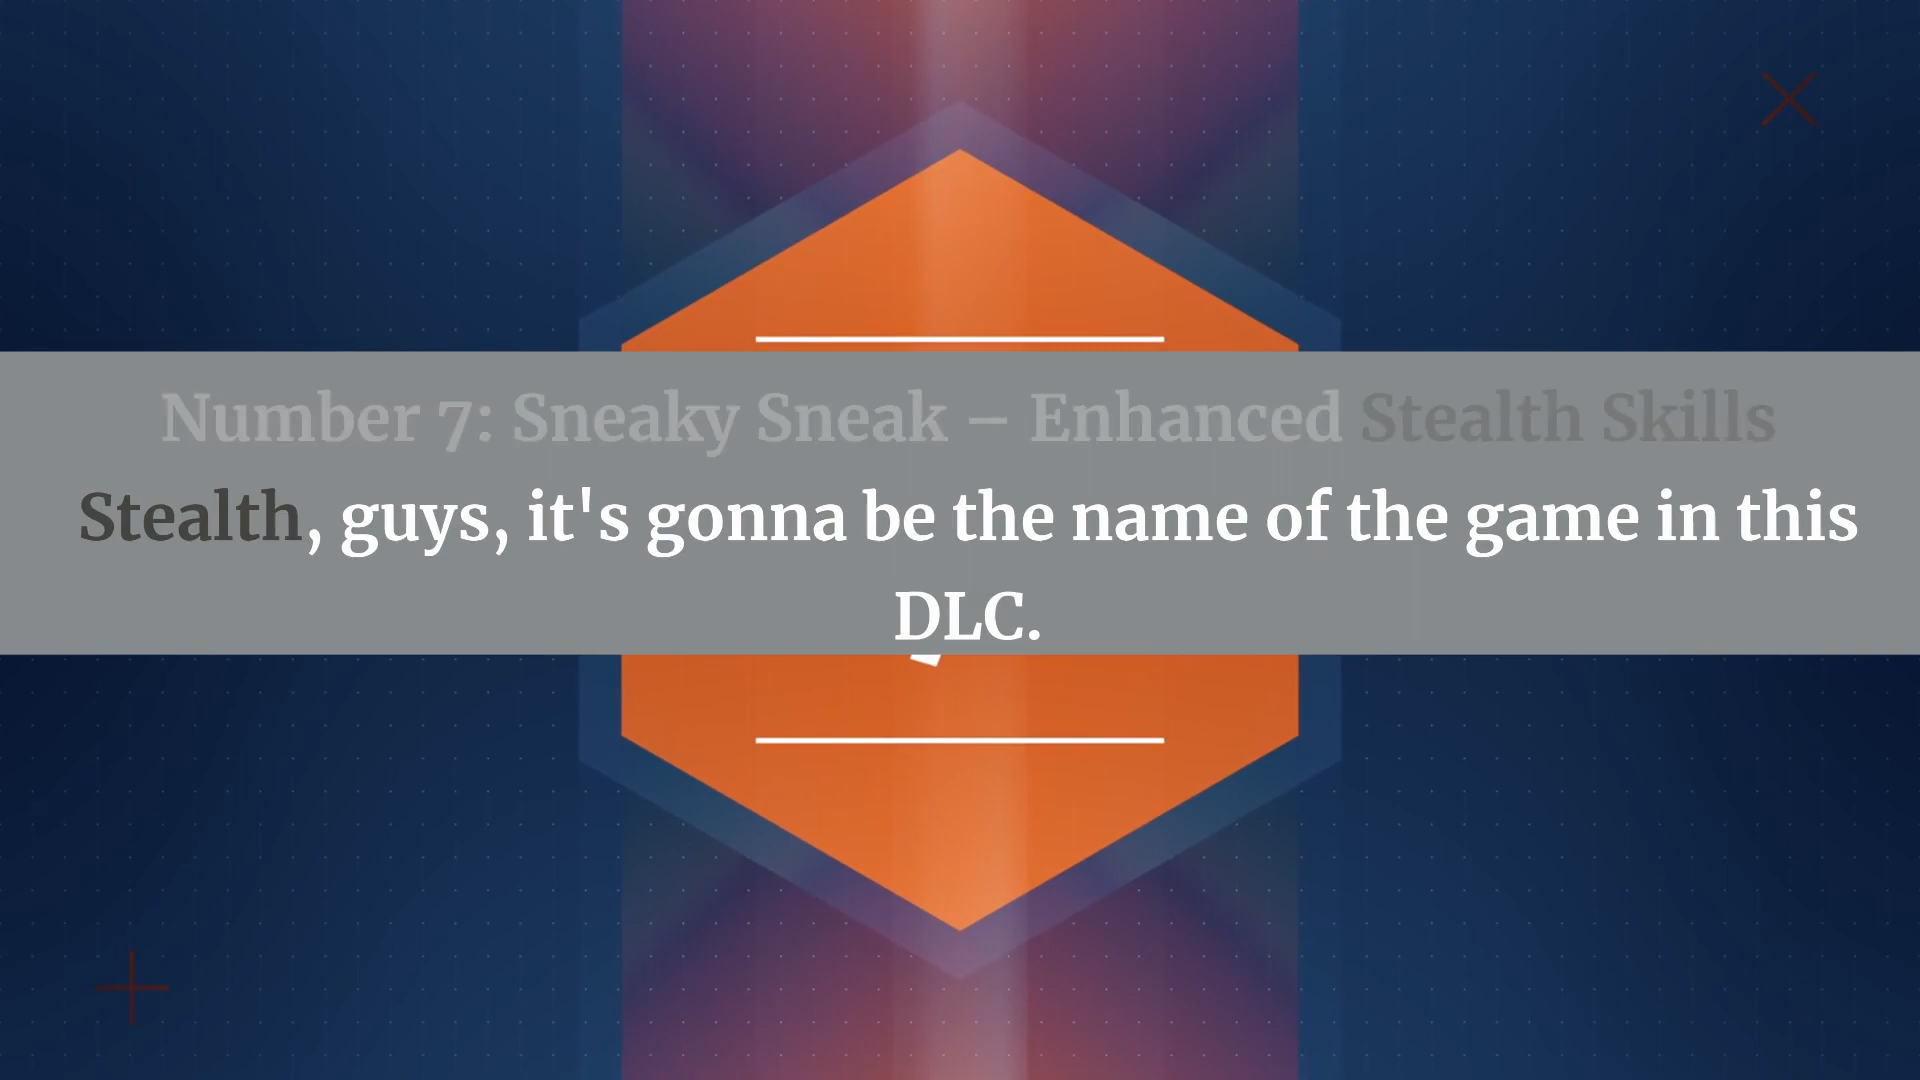 Number 7: Sneaky Sneak – Enhanced Stealth Skills
Stealth, guys, it's gonna be the name of the game in this
DLC.